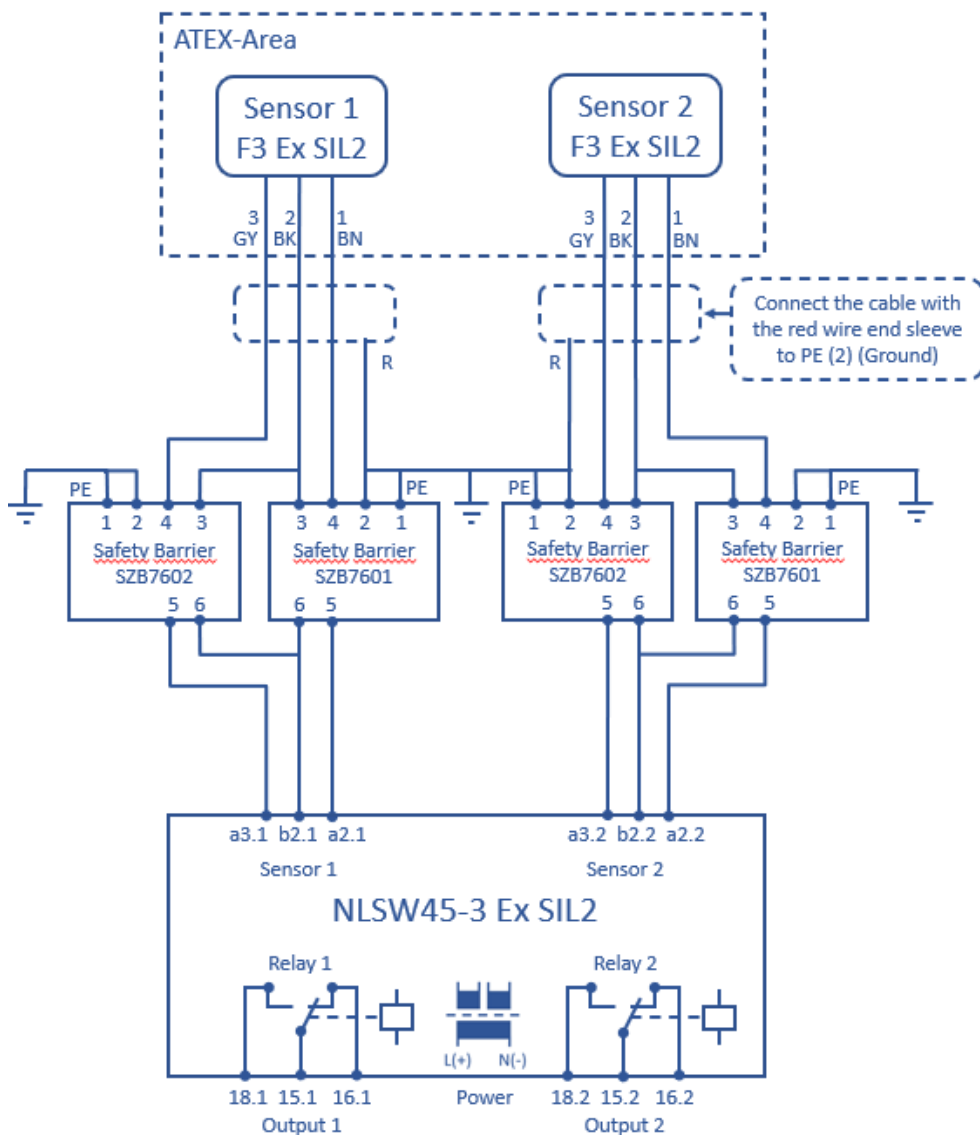 ATEX-Area
Sensor 1
F3 Ex SIL2
Sensor 2
F3 Ex SIL2
3 2 1
GY BK BN
3 2 1
GY BK BN
Connect the cable with
the red wire end sleeve
to PE (2) (Ground)
R
R
PE
PE
PE
PE
1 2 4 3
Safety Barrier
SZB7602
5 6
3 4 2 1
Safety Barrier
SZB7601
6 5
1 2 4 3
Safety Barrier
SZB7602
5 6
3 4 2 1
Safety Barrier
SZB7601
6 5
a3.1 b2.1 a2.1
Sensor 1
a3.2 b2.2 a2.2
Sensor 2
NLSW45-3 Ex SIL2
Relay 1
Relay 2
L(+) N(-)
18.1 15.1 16.1
Output 1
Power
18.2 15.2 16.2
Output 2